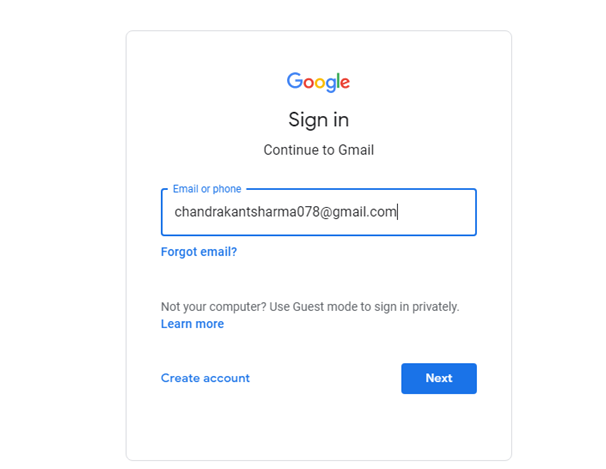 Google
Sign in
Continue to Gmail
Email or phone
chandrakantsharma078@gmail.com
Forgot email?
Not your computer? Use Guest mode to sign in privately.
Learn more
Create account
Next